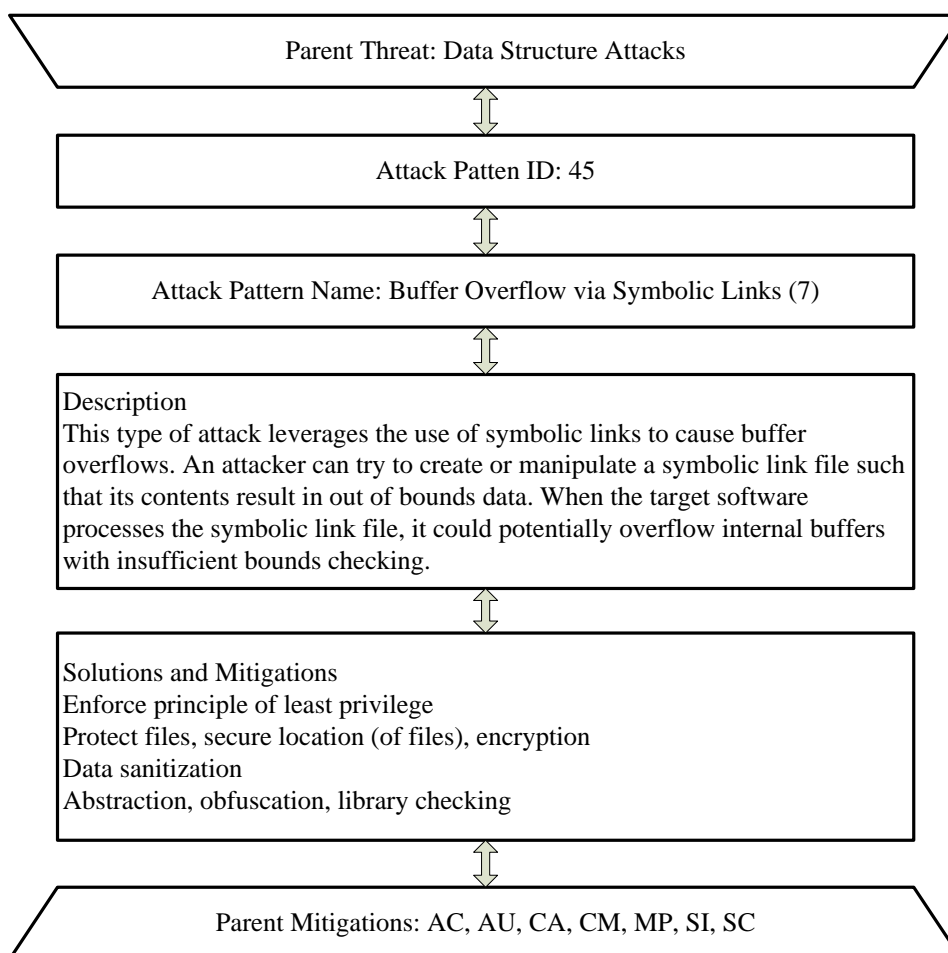 Parent Threat: Data Structure Attacks
Attack Patten ID: 45
Attack Pattern Name: Buffer Overflow via Symbolic Links (7)
Description
This type of attack leverages the use of symbolic links to cause buffer
overflows. An attacker can try to create or manipulate a symbolic link file such
that its contents result in out of bounds data. When the target software
processes the symbolic link file, it could potentially overflow internal buffers
with insufficient bounds checking.
Solutions and Mitigations
Enforce principle of least privilege
Protect files, secure location (of files), encryption
Data sanitization
Abstraction, obfuscation, library checking
Parent Mitigations: AC, AU, CA, CM, MP, SI, SC